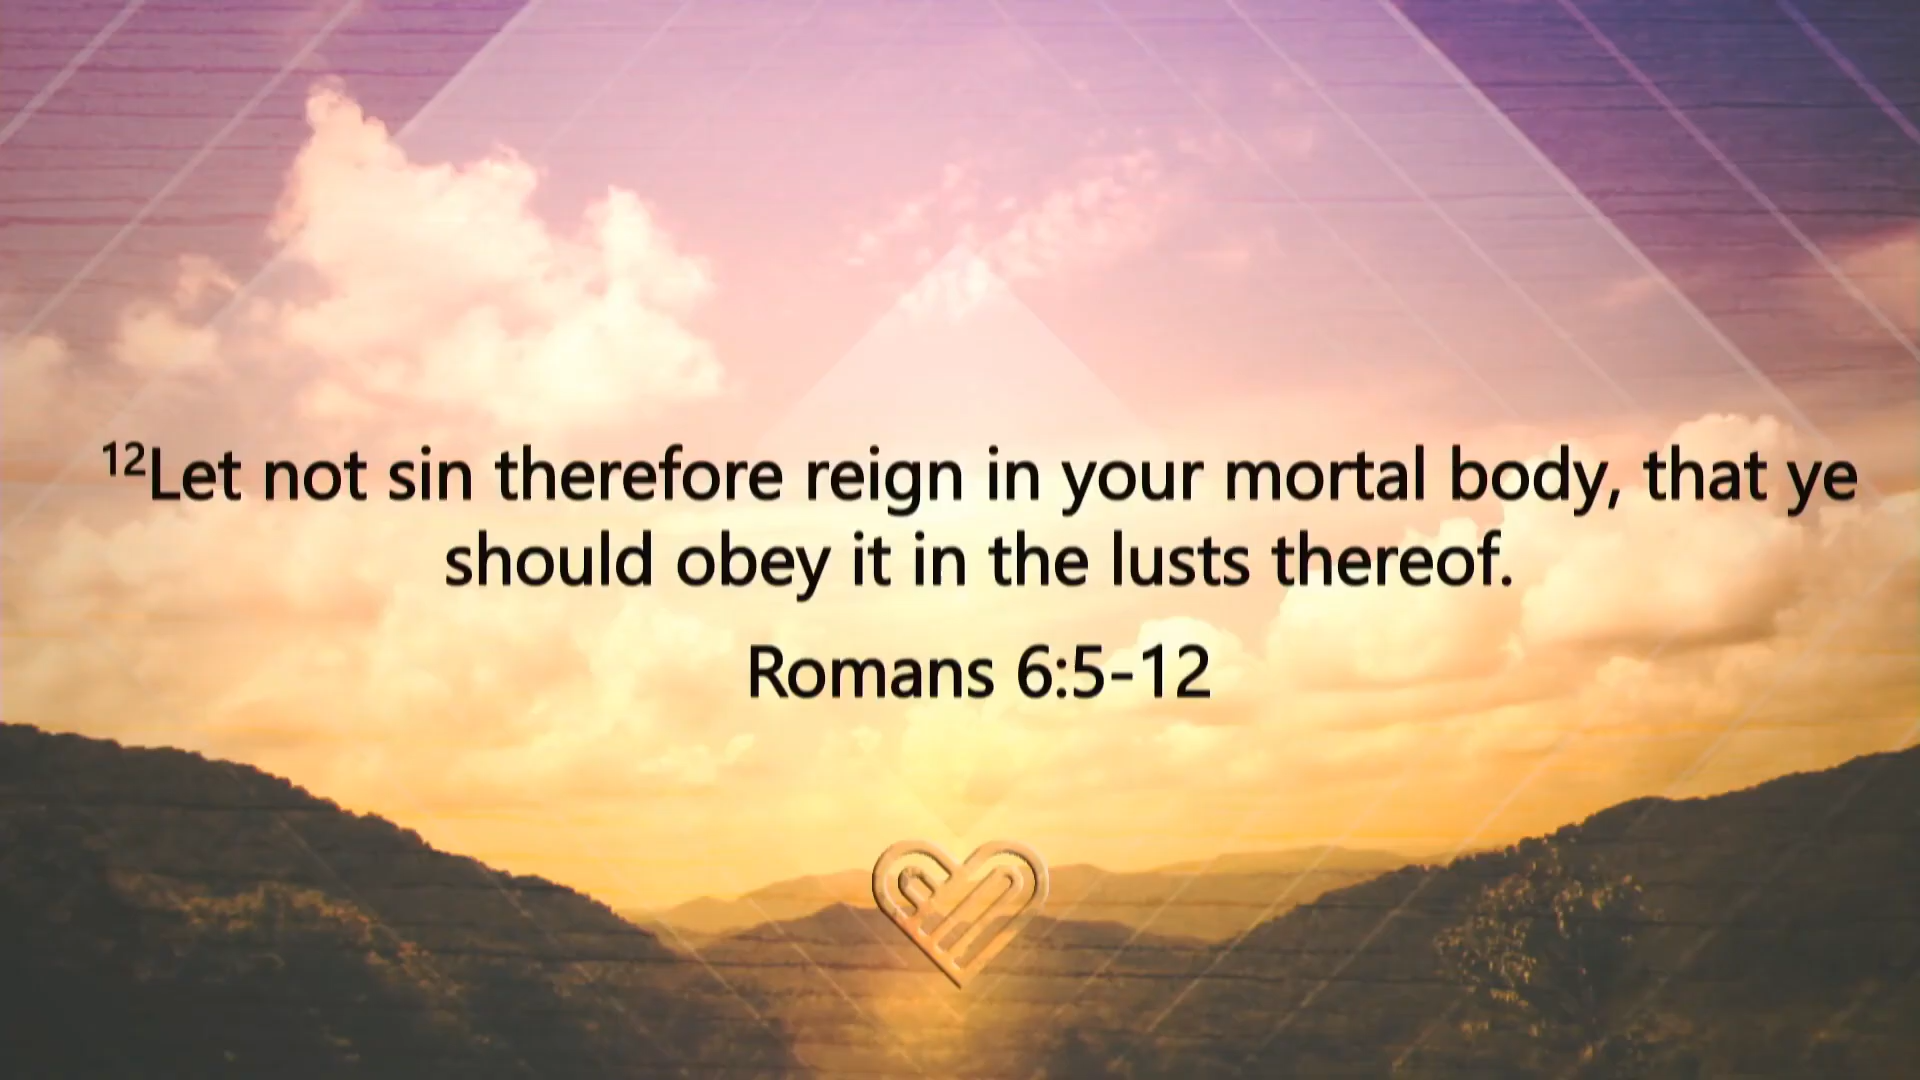 ¹²Let not sin therefore reign in your mortal body, that ye
should obey it in the lusts thereof.
Romans 6:5-12